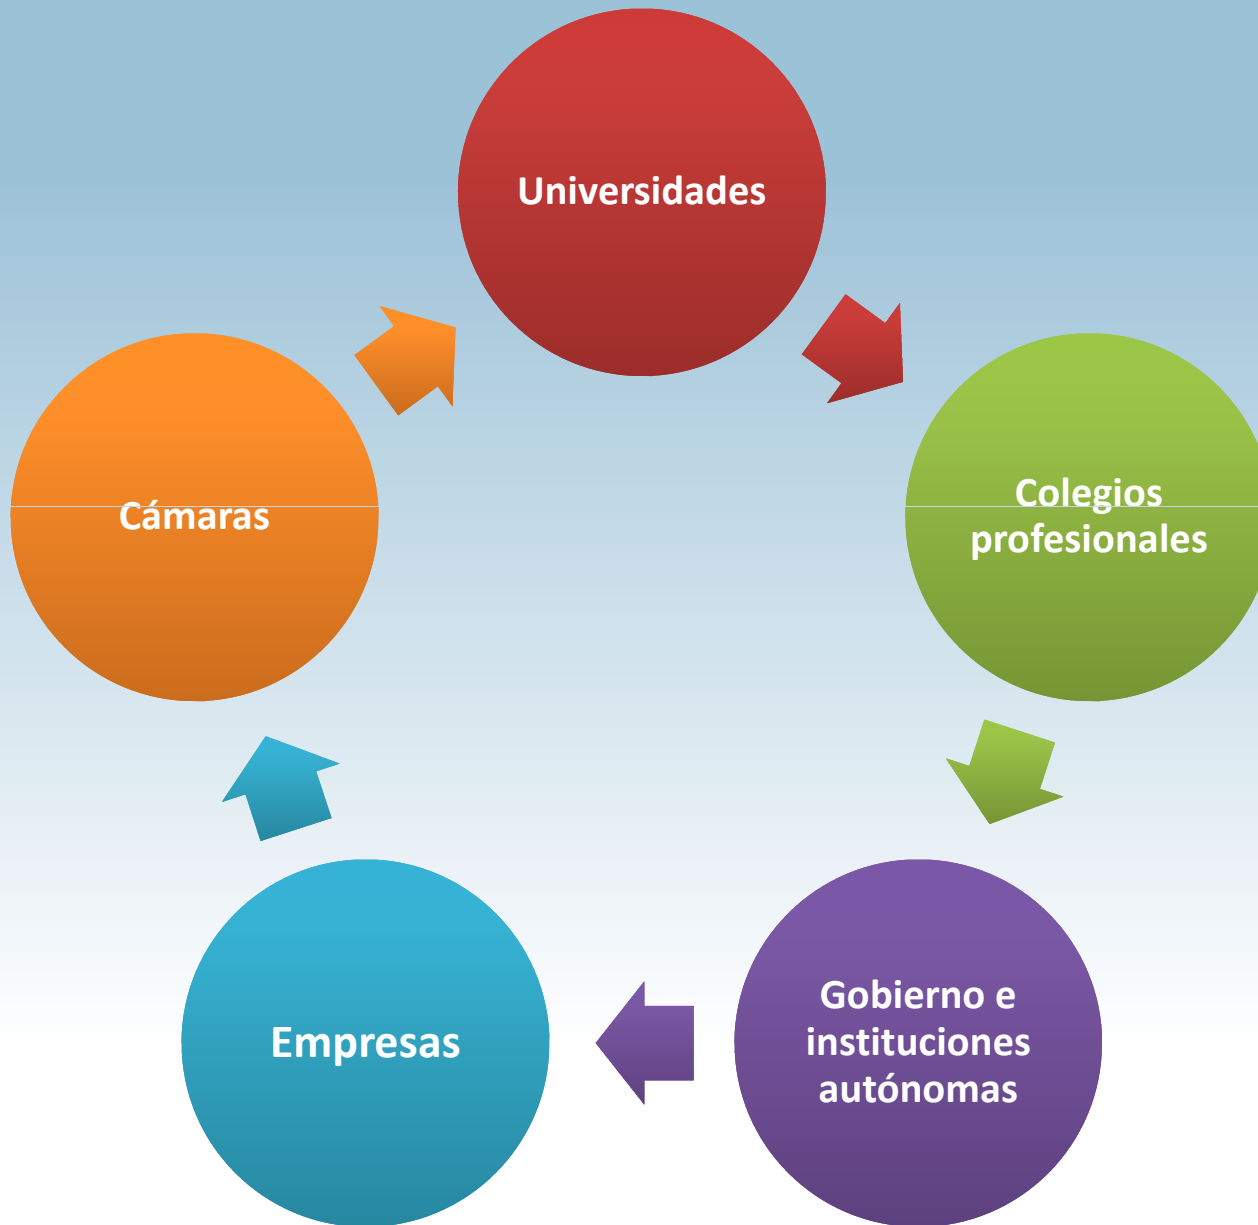 Universidades
Colegios
profesionales
Gobierno e
instituciones
autónomas
Empresas
Cámaras